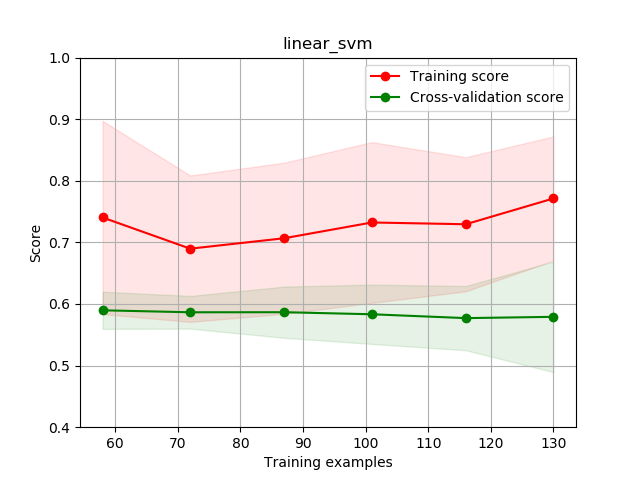 linear_svm
Training score
Cross-validation score
1.0
0.9
0.8
0.7
0.6
0.5
0.4
Score
60 70 80 90 100 110 120 130
Training examples